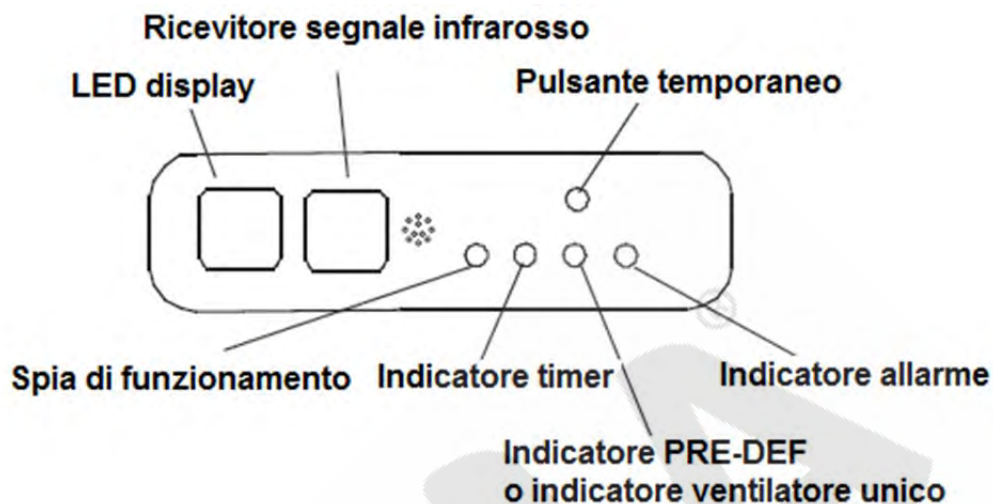 Ricevitore segnale infrarosso
LED display
Pulsante temporaneo
Spia di funzionamento
Indicatore timer
Indicatore allarme
Indicatore PRE-DEF
o indicatore ventilatore unico